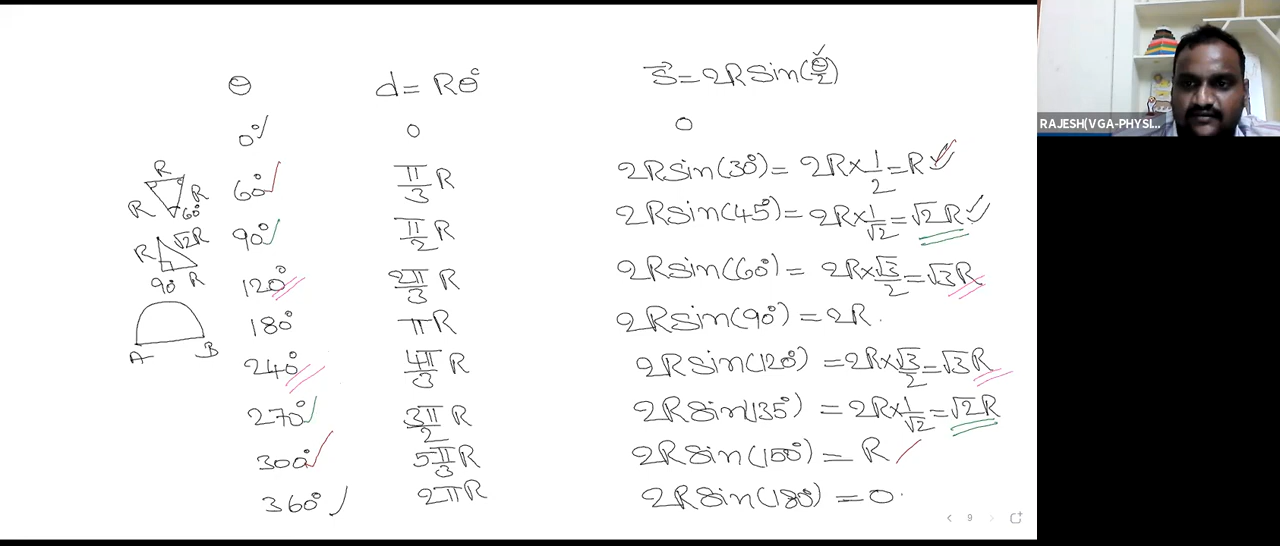 θ d = Rθ° s⃗ = 2R Sin(θ/2)
0° 0 0
R R R 60° 60° π/3 R 2R Sin(30°) = 2R × 1/2 = R
R √2R 90° R 90° π/2 R 2R Sin(45°) = 2R × 1/√2 = √2 R
120° 2π/3 R 2R Sin(60°) = 2R × √3/2 = √3 R
A B 180° πR 2R Sin(90°) = 2R.
240° 4π/3 R 2R Sin(120°) = 2R × √3/2 = √3 R
270° 3π/2 R 2R Sin(135°) = 2R × 1/√2 = √2 R
300° 5π/3 R 2R Sin(150°) = R
360° 2πR 2R Sin(180°) = 0.
RAJESH(VGA-PHYSI...
9